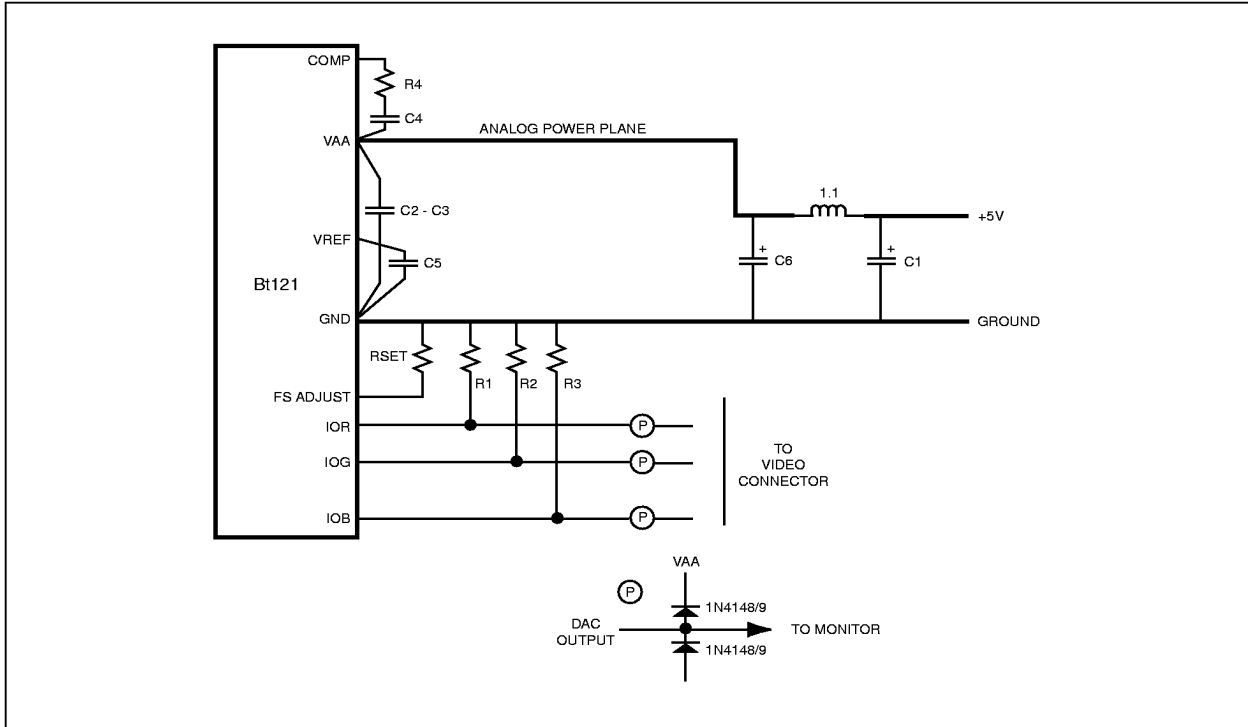 COMP
R4
C4
ANALOG POWER PLANE
VAA
1.1
+5V
C2 - C3
VREF
C5
+
C6
+
C1
Bt121
GND
GROUND
RSET
R1
R2
R3
FS ADJUST
IOR
P
IOG
P
TO
VIDEO
CONNECTOR
IOB
P
VAA
P
1N4148/9
DAC
OUTPUT
TO MONITOR
1N4148/9